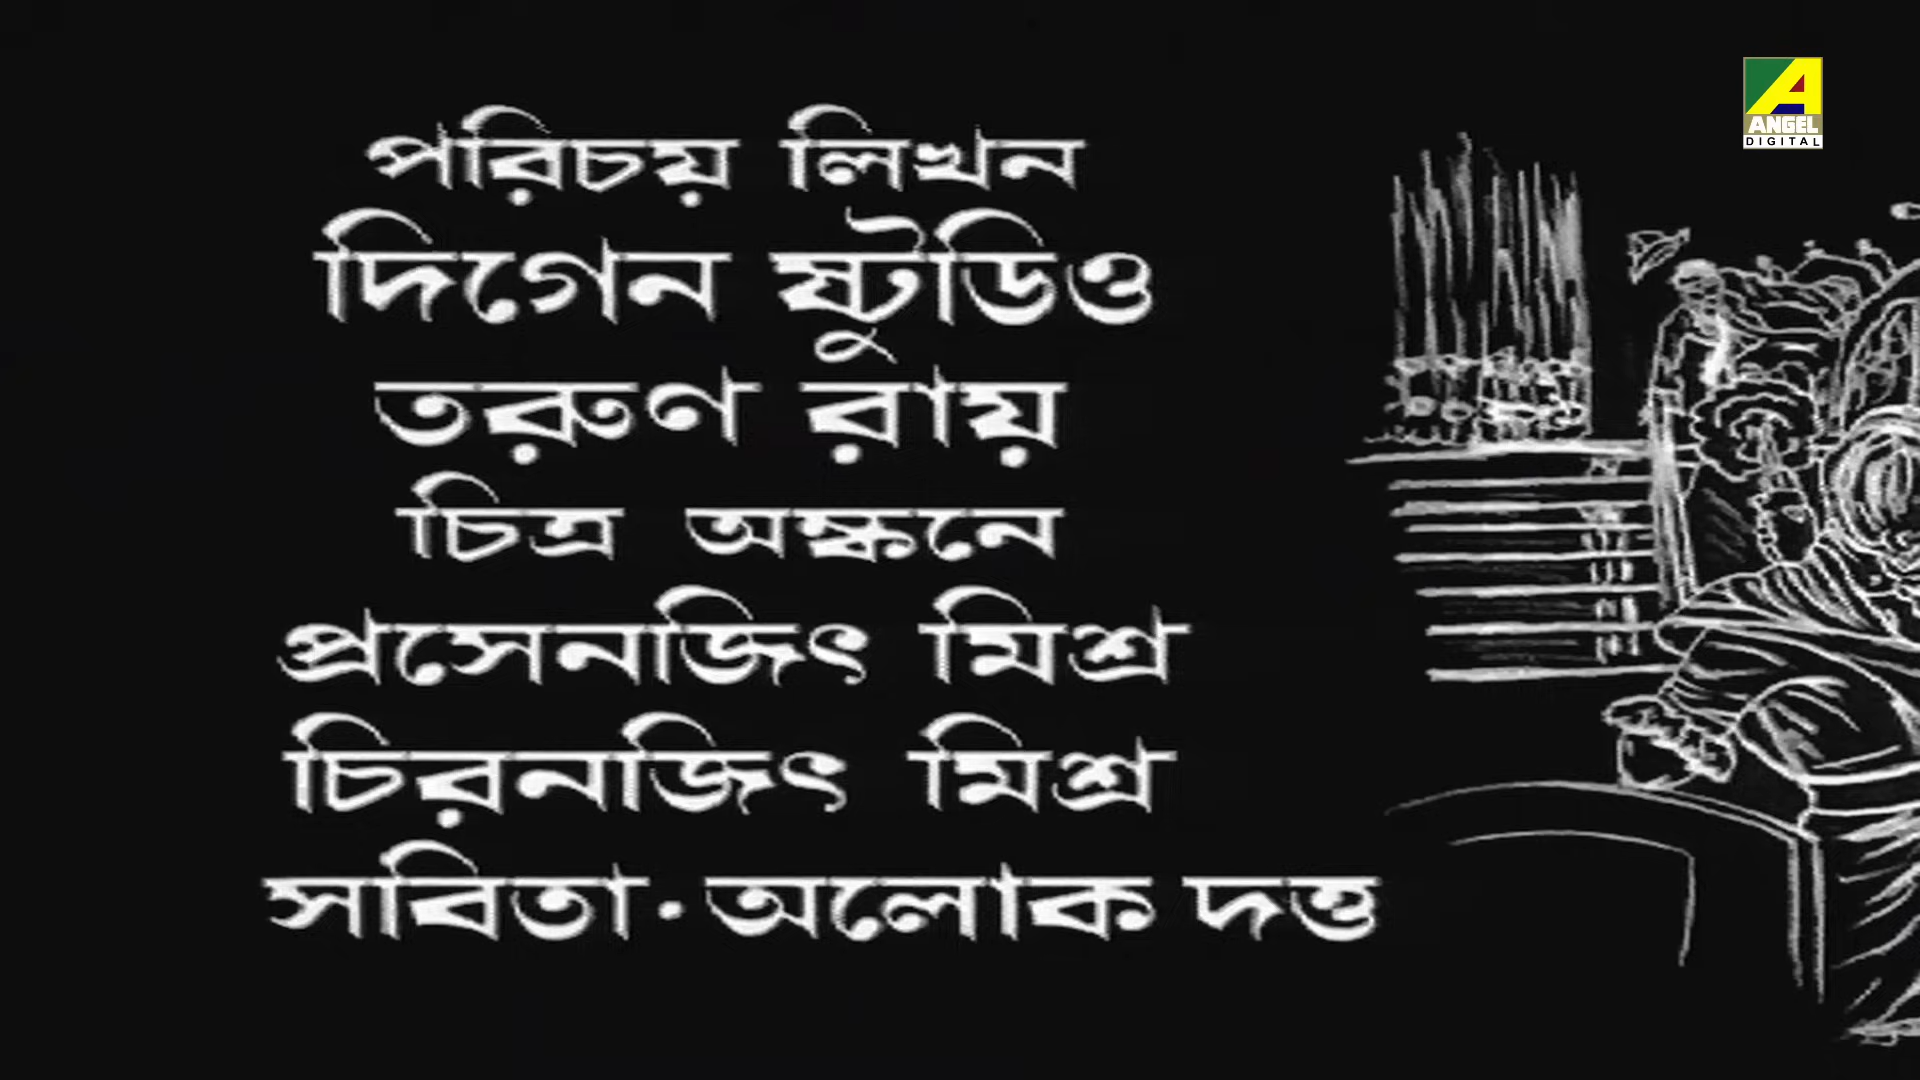 পরিচয় লিখন
দিগেন ষ্টুডিও
তরুণ রায়
চিত্র অঙ্কনে
প্রসেনজিৎ মিশ্র
চিরনজিৎ মিশ্র
সবিতা • অলোক দত্ত
ANGEL
DIGITAL